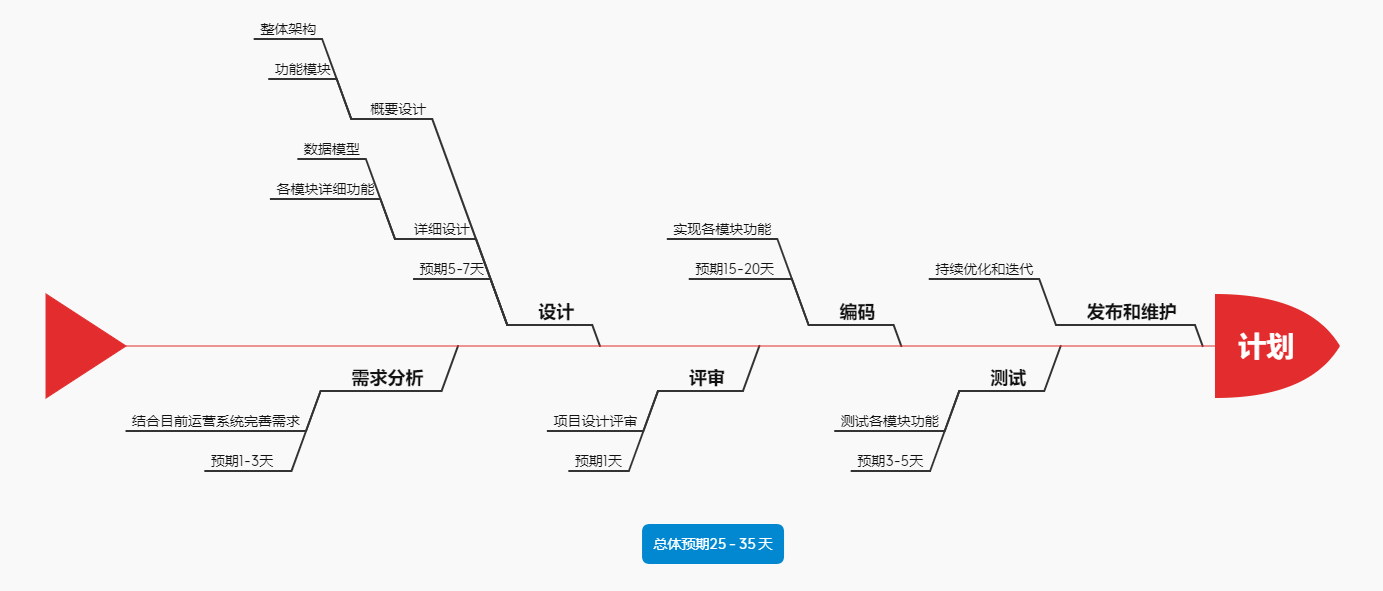 整体架构
功能模块
概要设计
数据模型
各模块详细功能
详细设计
预期5-7天
设计
实现各模块功能
预期15-20天
编码
持续优化和迭代
发布和维护
计划
需求分析
结合目前运营系统完善需求
预期1-3天
评审
项目设计评审
预期1天
测试
测试各模块功能
预期3-5天
总体预期25 - 35 天